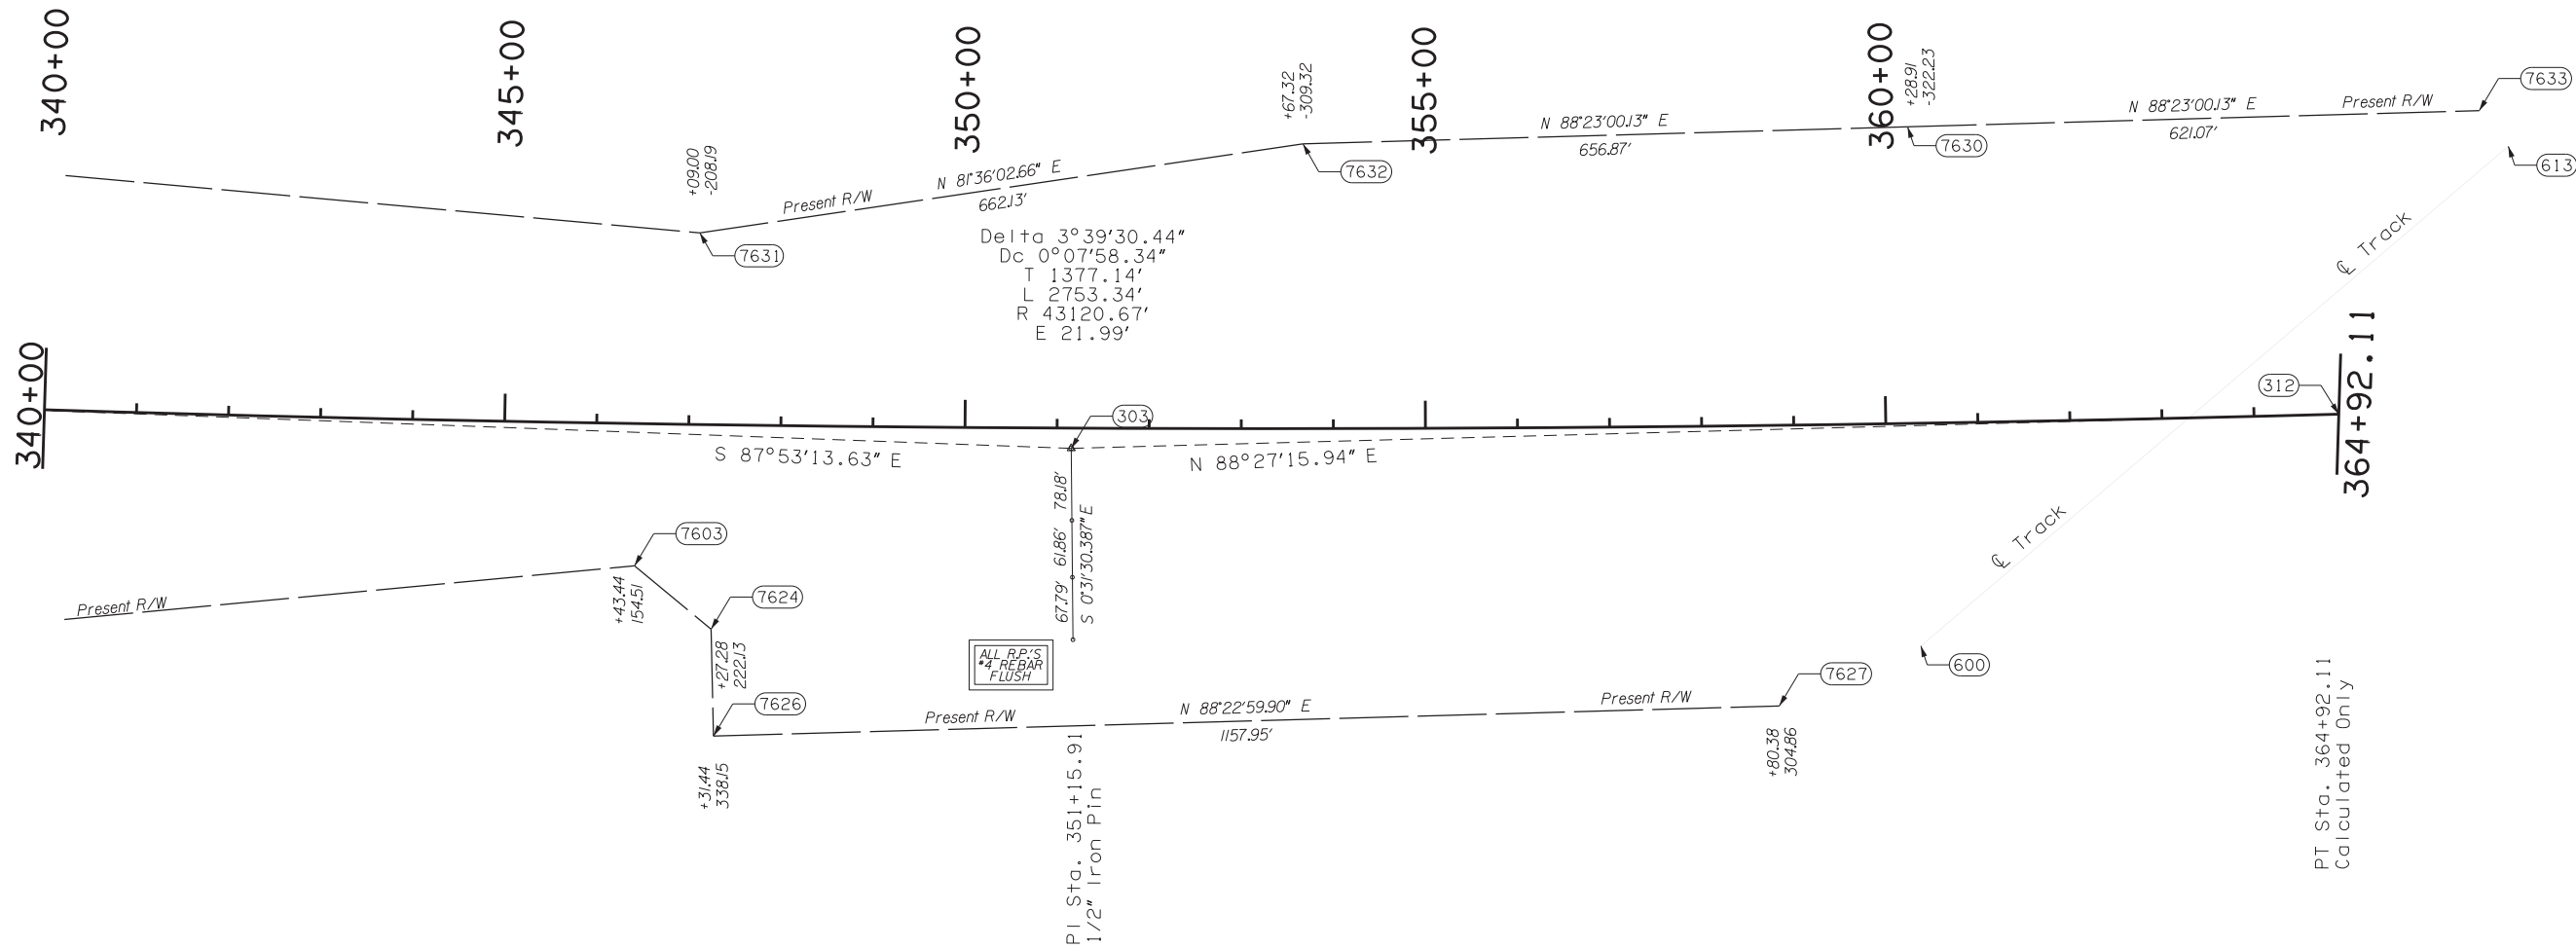 340+00
345+00
350+00
355+00
360+00
+67.32
-309.32
+28.91
-322.23
7633
N 88°23'00.13" E
656.87'
N 88°23'00.13" E
621.07'
Present R/W
7630
7632
613
+09.00
-208.19
Present R/W
N 81°36'02.66" E
662.13'
7631
Delta 3°39'30.44"
Dc 0°07'58.34"
T 1377.14'
L 2753.34'
R 43120.67'
E 21.99'
℄ Track
340+00
303
312
364+92.11
S 87°53'13.63" E
N 88°27'15.94" E
78.18'
61.86'
67.79'
S 0°31'30.387" E
7603
7624
℄ Track
Present R/W
+43.44
154.51
+27.28
222.13
ALL R.P.'S
#4 REBAR
FLUSH
600
7626
7627
Present R/W
N 88°22'59.90" E
1157.95'
Present R/W
+31.44
338.15
+80.38
304.86
PI Sta. 351+15.91
1/2" Iron Pin
PT Sta. 364+92.11
Calculated Only